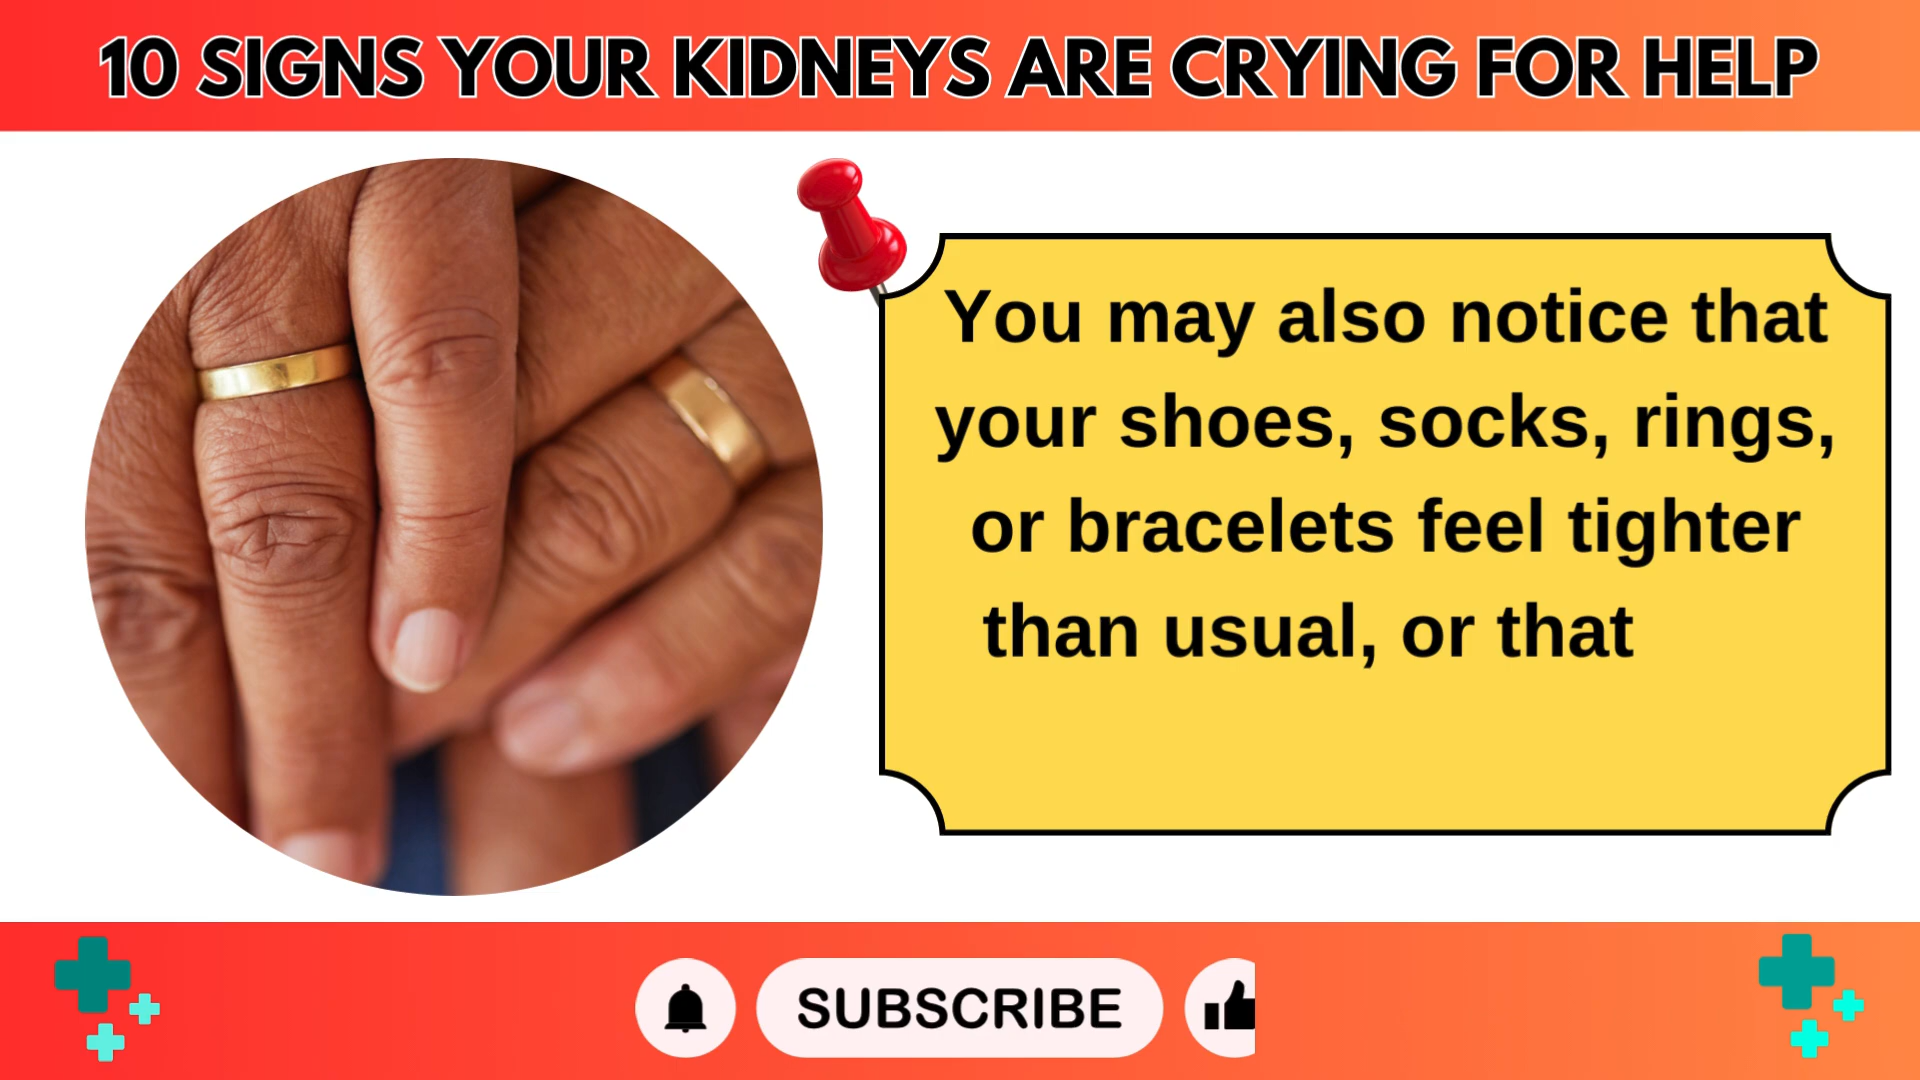 10 SIGNS YOUR KIDNEYS ARE CRYING FOR HELP
You may also notice that
your shoes, socks, rings,
or bracelets feel tighter
than usual, or that
SUBSCRIBE